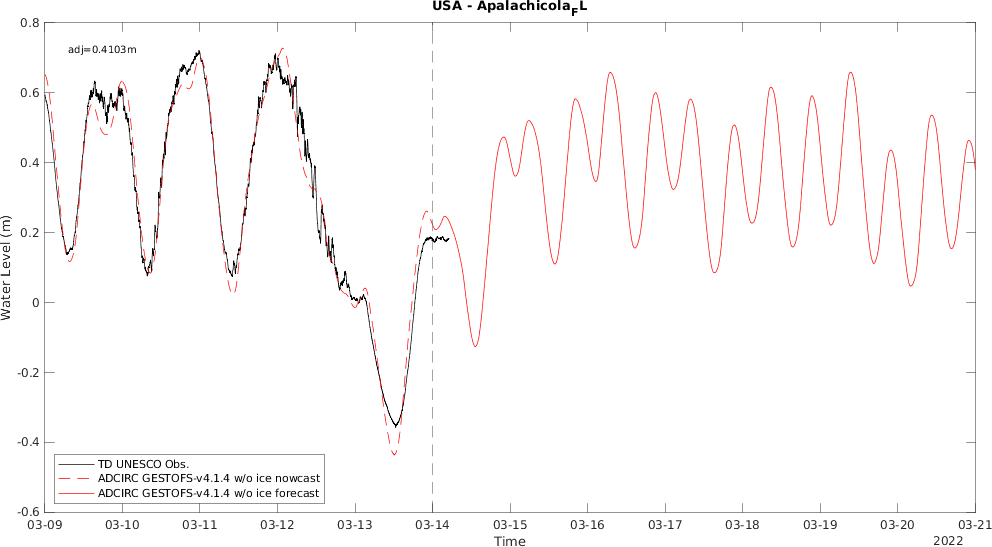 USA - Apalachicola_FL
adj=0.4103m
0.8
0.6
0.4
0.2
0
-0.2
-0.4
-0.6
Water Level (m)
TD UNESCO Obs.
ADCIRC GESTOFS-v4.1.4 w/o ice nowcast
ADCIRC GESTOFS-v4.1.4 w/o ice forecast
03-09 03-10 03-11 03-12 03-13 03-14 03-15 03-16 03-17 03-18 03-19 03-20 03-21
Time
2022